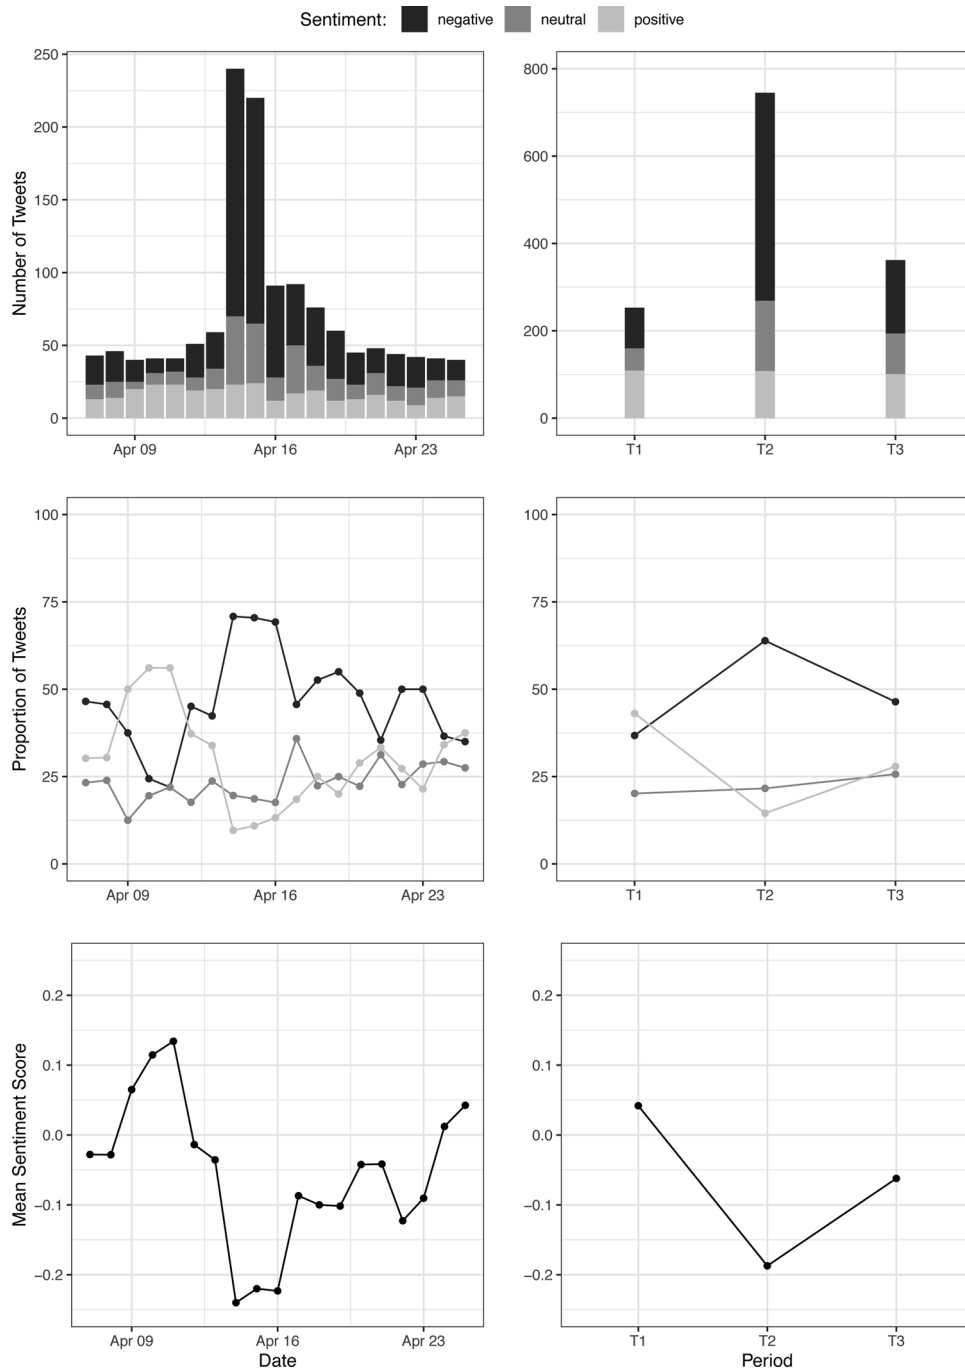 Sentiment: negative neutral positive
Number of Tweets
250
200
150
100
50
0
Apr 09 Apr 16 Apr 23
800
600
400
200
0
T1 T2 T3
Proportion of Tweets
100
75
50
25
0
Apr 09 Apr 16 Apr 23
100
75
50
25
0
T1 T2 T3
Mean Sentiment Score
0.2
0.1
0.0
−0.1
−0.2
Apr 09 Apr 16 Apr 23
Date
0.2
0.1
0.0
−0.1
−0.2
T1 T2 T3
Period